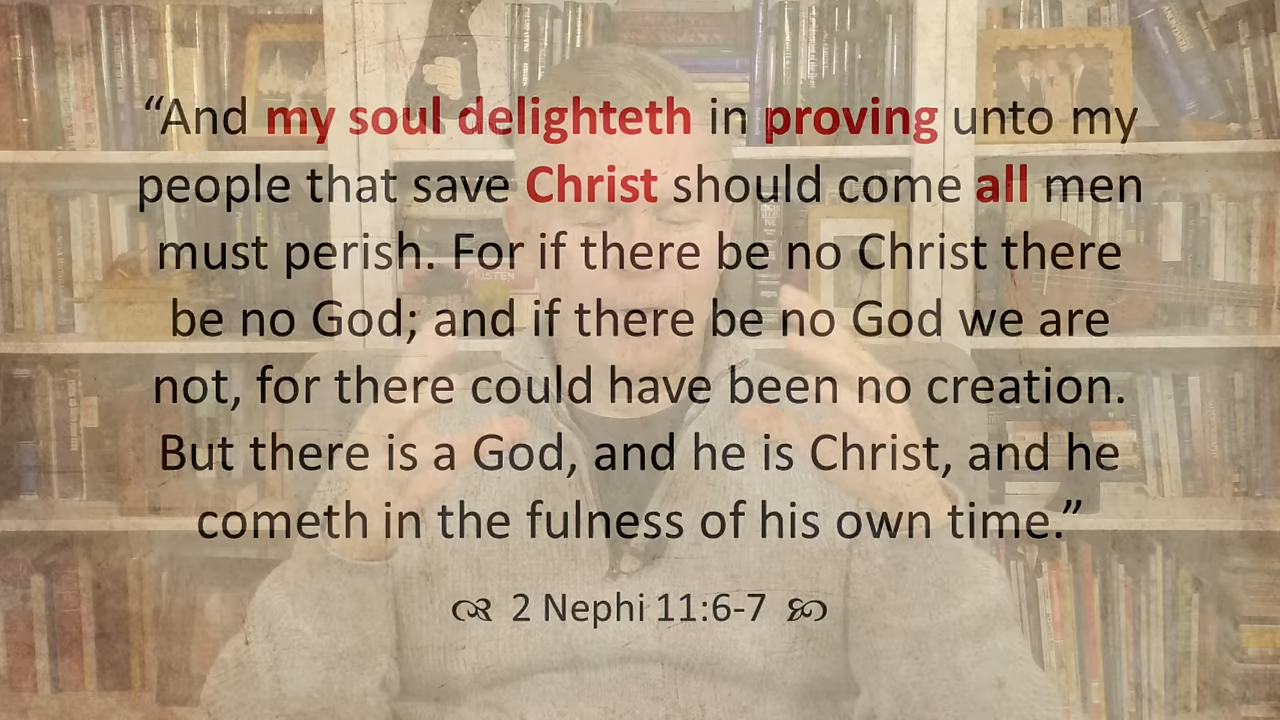 “And my soul delighteth in proving unto my
people that save Christ should come all men
must perish. For if there be no Christ there
be no God; and if there be no God we are
not, for there could have been no creation.
But there is a God, and he is Christ, and he
cometh in the fulness of his own time.”
2 Nephi 11:6-7